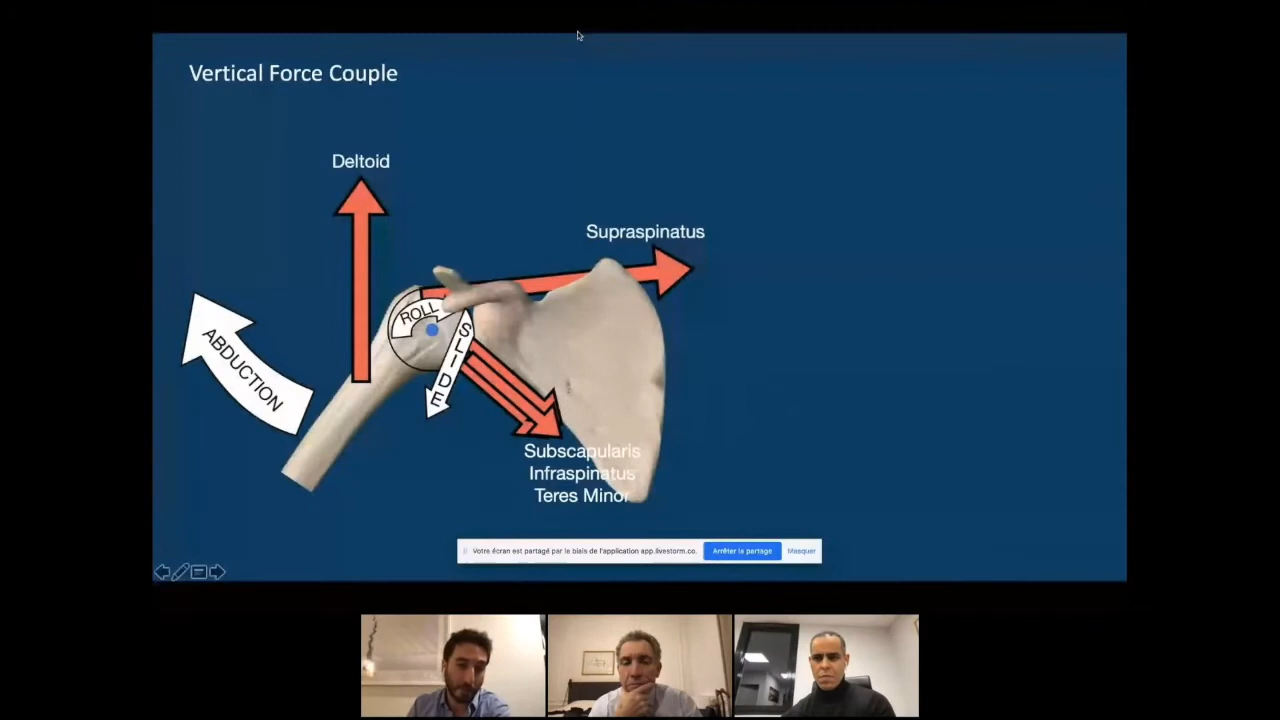 Vertical Force Couple
Deltoid
Supraspinatus
ROLL
SLIDE
ABDUCTION
Subscapularis
Infraspinatus
Teres Minor
Votre écran est partagé par le biais de l'application app.livestorm.co.
Arrêter le partage
Masquer